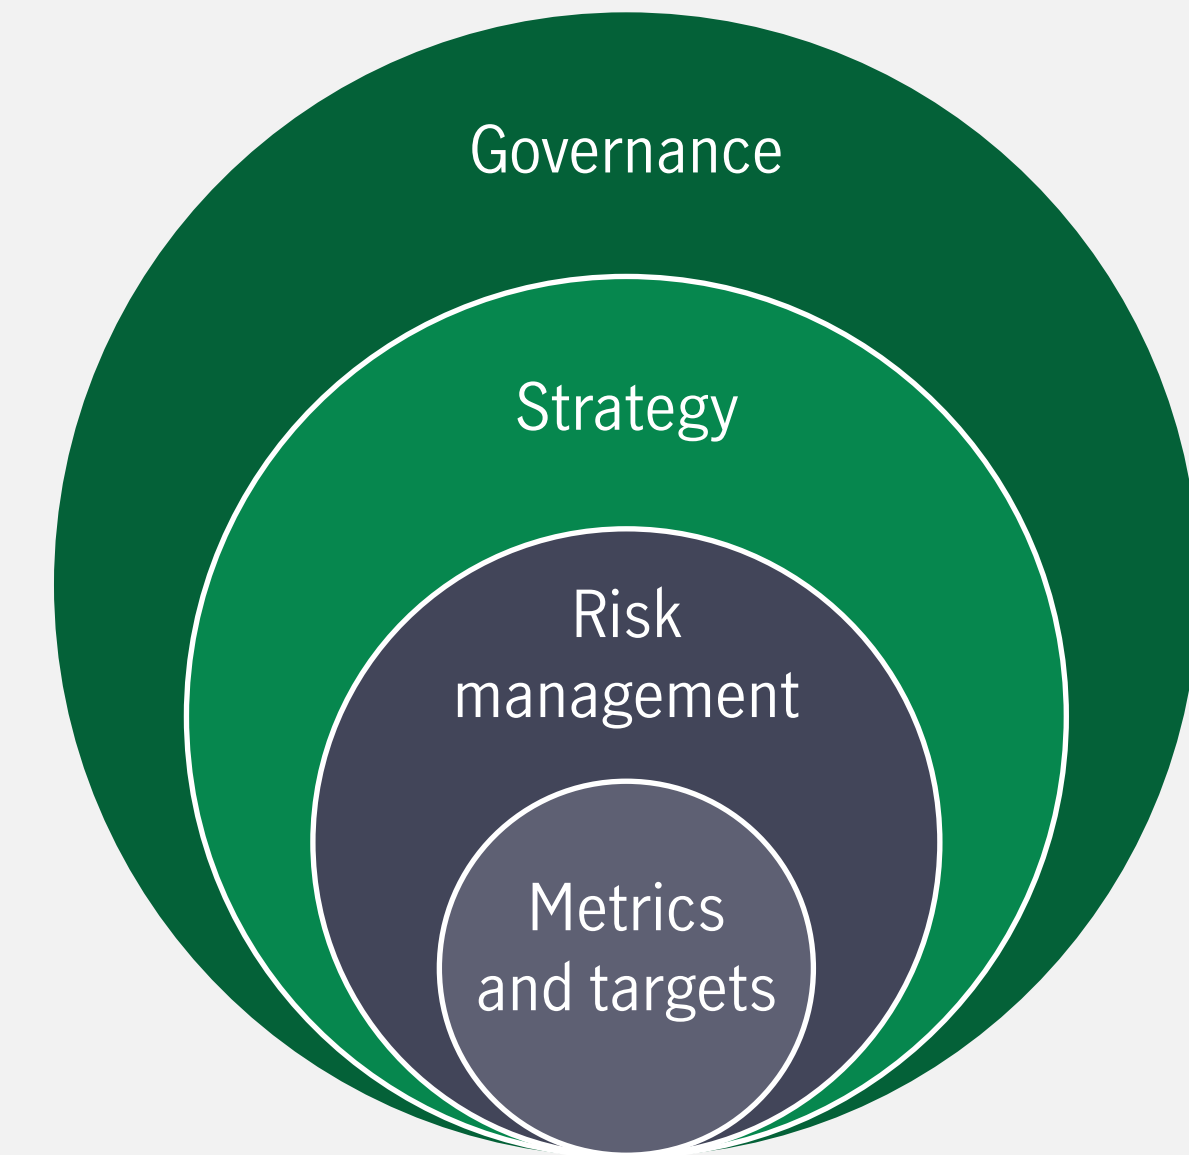 Governance
Strategy
Risk
management
Metrics
and targets